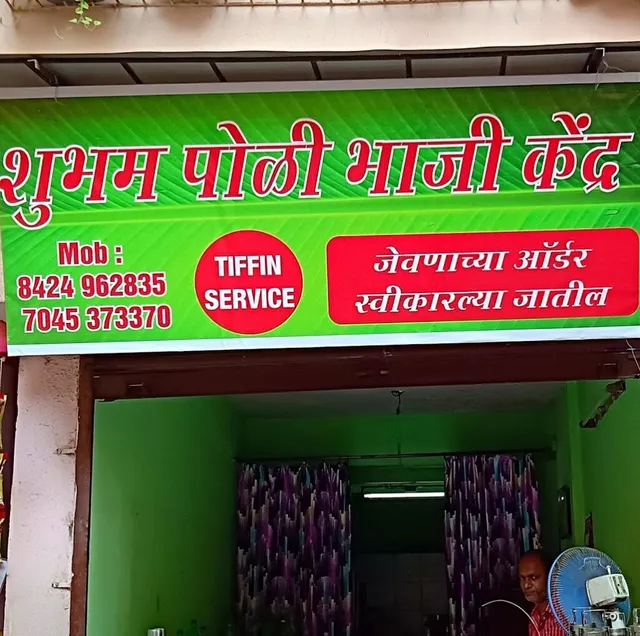 शुभम पोळी भाजी केंद्र
Mob :
8424 962835
7045 373370
TIFFIN
SERVICE
जेवणाच्या ऑर्डर
स्वीकारल्या जातील